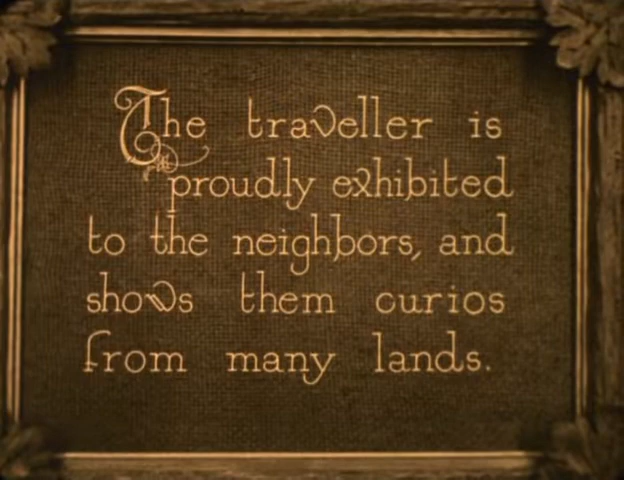 The traveller is
proudly exhibited
to the neighbors, and
shows them curios
from many lands.